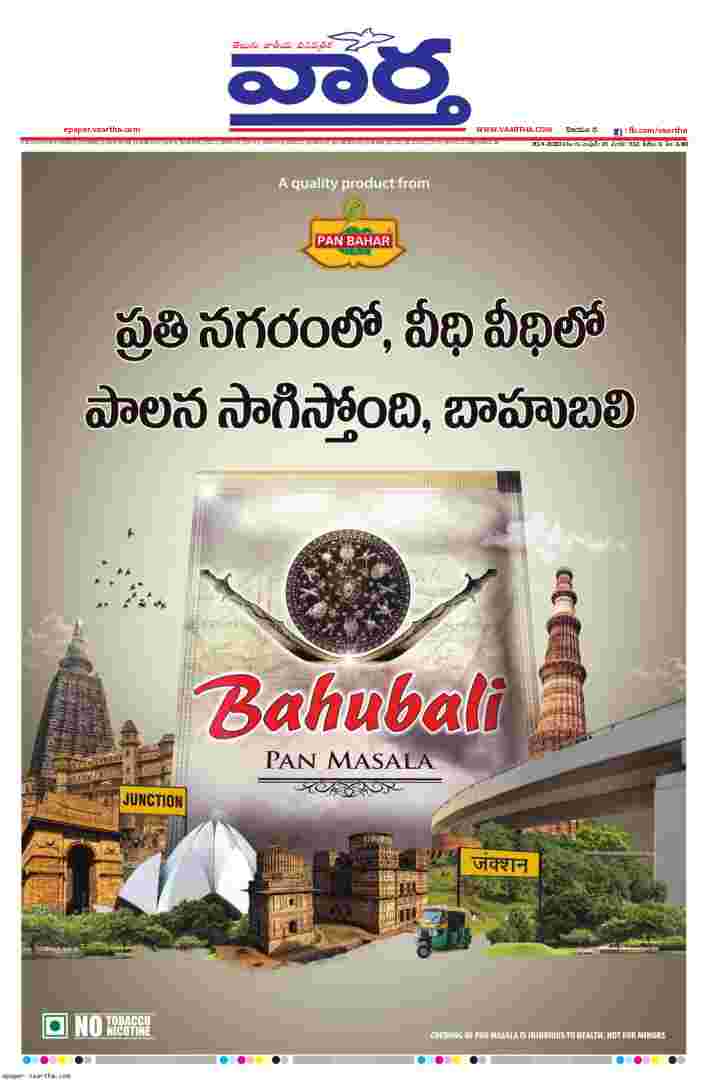 తెలుగు జాతీయ దినపత్రిక
వార్త
epaper.vaartha.com
WWW.VAARTHA.COM
fb.com/vaartha
A quality product from
PAN BAHAR
ప్రతి నగరంలో, వీధి వీధిలో
పాలన సాగిస్తోంది, బాహుబలి
Bahubali
PAN MASALA
JUNCTION
जंक्शन
NO TOBACCO
NICOTINE
CHEWING OF PAN MASALA IS INJURIOUS TO HEALTH. NOT FOR MINORS
epaper.vaartha.com